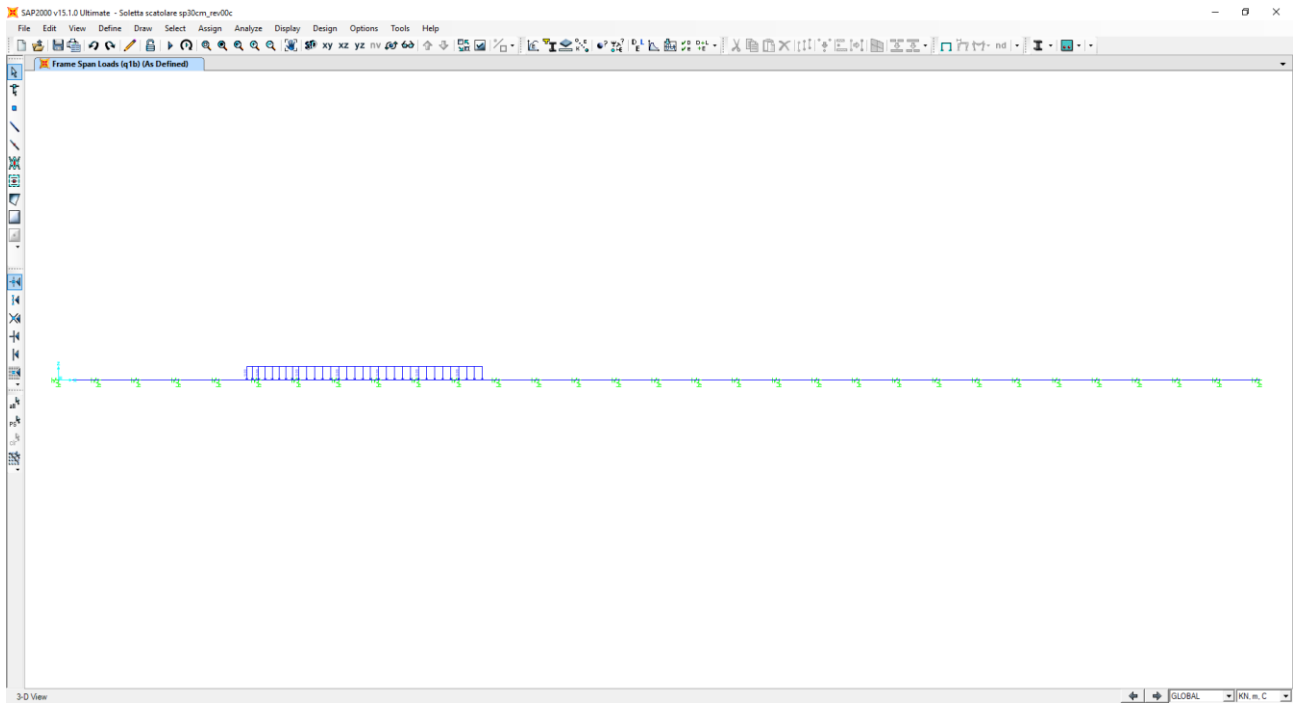 SAP2000 v15.1.0 Ultimate - Soletta scatolare sp30cm_rev00c
File Edit View Define Draw Select Assign Analyze Display Design Options Tools Help
xy xz yz nv nd
Frame Span Loads (q1b) (As Defined)
3-D View
GLOBAL
KN, m, C